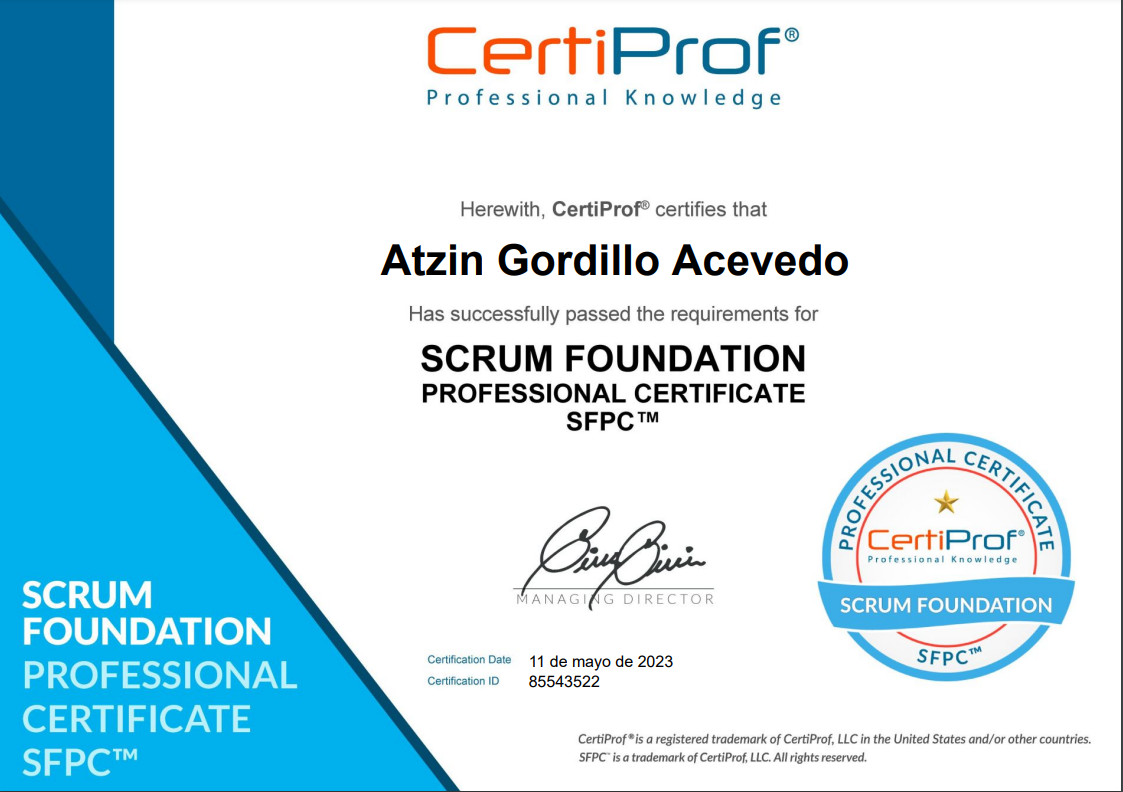 CertiProf®
Professional Knowledge
Herewith, CertiProf® certifies that
Atzin Gordillo Acevedo
Has successfully passed the requirements for
SCRUM FOUNDATION
PROFESSIONAL CERTIFICATE
SFPC™
MANAGING DIRECTOR
Certification Date 11 de mayo de 2023
Certification ID 85543522
PROFESSIONAL CERTIFICATE
CertiProf®
Professional Knowledge
SCRUM FOUNDATION
SFPC™
SCRUM
FOUNDATION
PROFESSIONAL
CERTIFICATE
SFPC™
CertiProf® is a registered trademark of CertiProf, LLC in the United States and/or other countries.
SFPC™ is a trademark of CertiProf, LLC. All rights reserved.